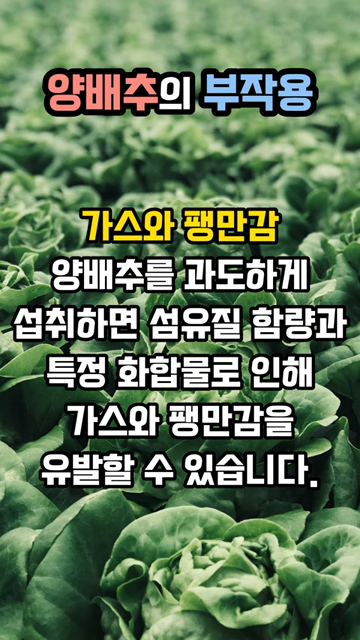 양배추의 부작용
가스와 팽만감
양배추를 과도하게
섭취하면 섬유질 함량과
특정 화합물로 인해
가스와 팽만감을
유발할 수 있습니다.